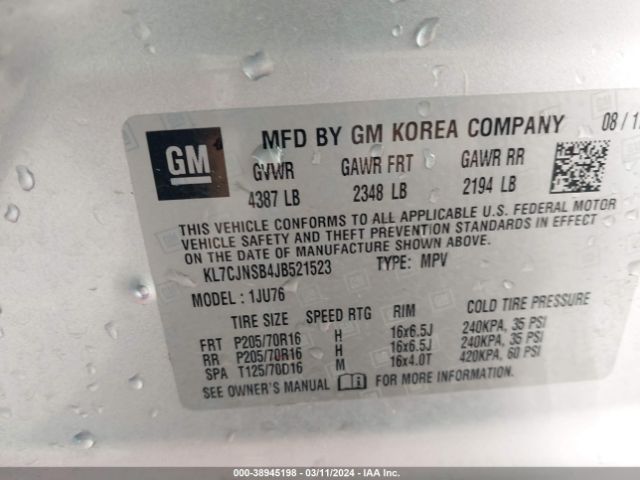 GM
MFD BY GM KOREA COMPANY 08/1
GVWR GAWR FRT GAWR RR
4387 LB 2348 LB 2194 LB
THIS VEHICLE CONFORMS TO ALL APPLICABLE U.S. FEDERAL MOTOR
VEHICLE SAFETY AND THEFT PREVENTION STANDARDS IN EFFECT
ON THE DATE OF MANUFACTURE SHOWN ABOVE.
KL7CJNSB4JB521523 TYPE: MPV
MODEL: 1JU76
TIRE SIZE SPEED RTG RIM COLD TIRE PRESSURE
FRT P205/70R16 H 16x6.5J 240KPA, 35 PSI
RR P205/70R16 H 16x6.5J 240KPA, 35 PSI
SPA T125/70D16 M 16x4.0T 420KPA, 60 PSI
SEE OWNER'S MANUAL FOR MORE INFORMATION.
000-38945198 - 03/11/2024 - IAA Inc.